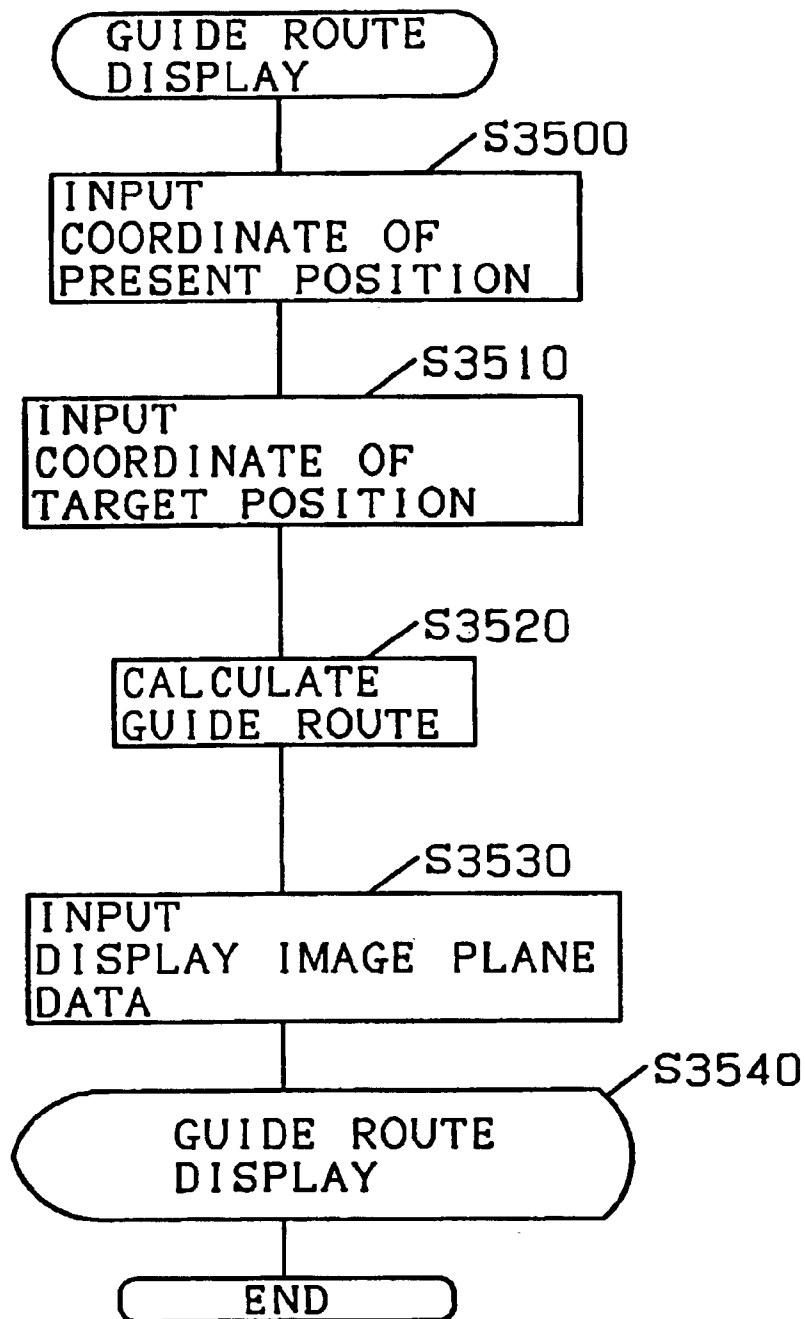 GUIDE ROUTE
DISPLAY
S3500
INPUT
COORDINATE OF
PRESENT POSITION
S3510
INPUT
COORDINATE OF
TARGET POSITION
S3520
CALCULATE
GUIDE ROUTE
S3530
INPUT
DISPLAY IMAGE PLANE
DATA
S3540
GUIDE ROUTE
DISPLAY
END